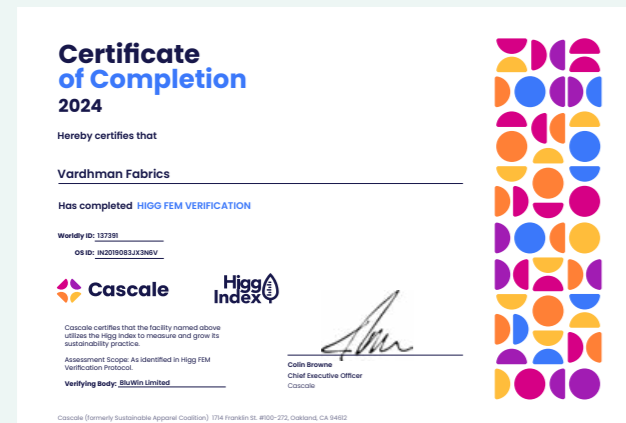 Certificate
of Completion
2024
Hereby certifies that
Vardhman Fabrics
Has completed HIGG FEM VERIFICATION
Worldly ID: 137391
OS ID: IN2019083JX3N6V
Cascale
Higg
Index
Cascale certifies that the facility named above
utilizes the Higg Index to measure and grow its
sustainability practice.
Assessment Scope: As identified in Higg FEM
Verification Protocol.
Verifying Body: BluWin Limited
Colin Browne
Chief Executive Officer
Cascale
Cascale (formerly Sustainable Apparel Coalition) 1714 Franklin St. #100-272, Oakland, CA 94612